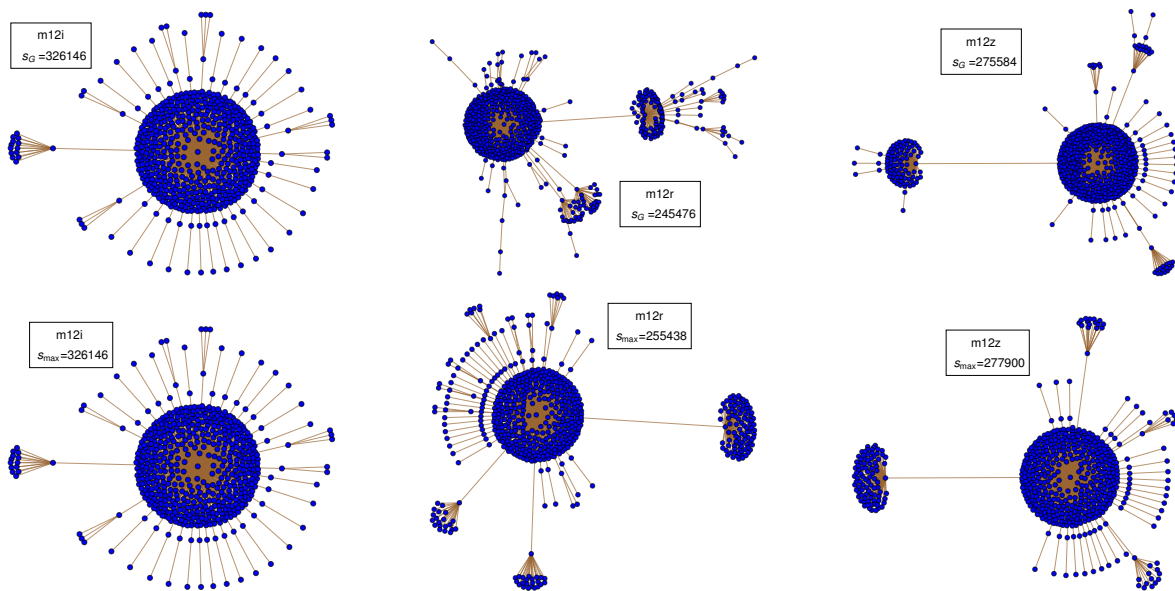 m12i
s_G =326146
m12r
s_G =245476
m12z
s_G =275584
m12i
s_max=326146
m12r
s_max=255438
m12z
s_max=277900